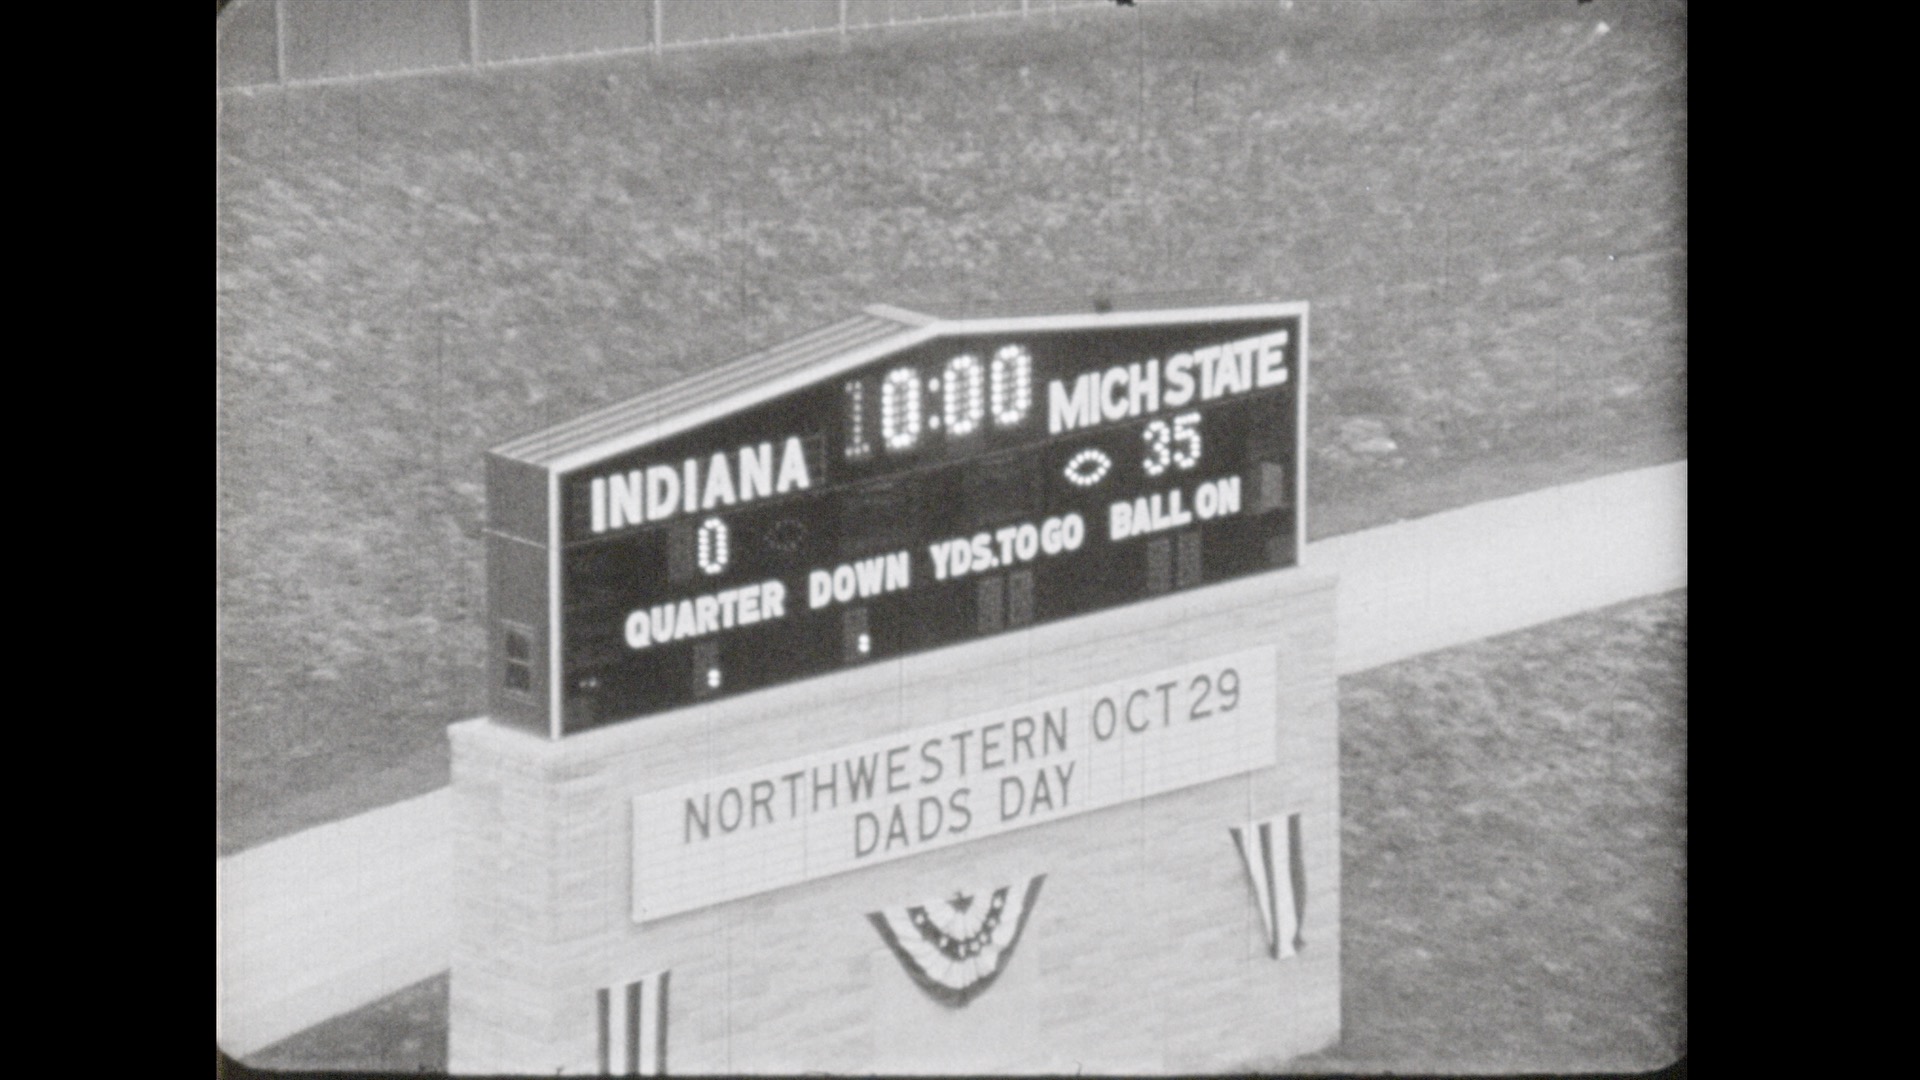 10:00
INDIANA MICH STATE
0 35
QUARTER DOWN YDS.TO GO BALL ON
NORTHWESTERN OCT 29
DADS DAY